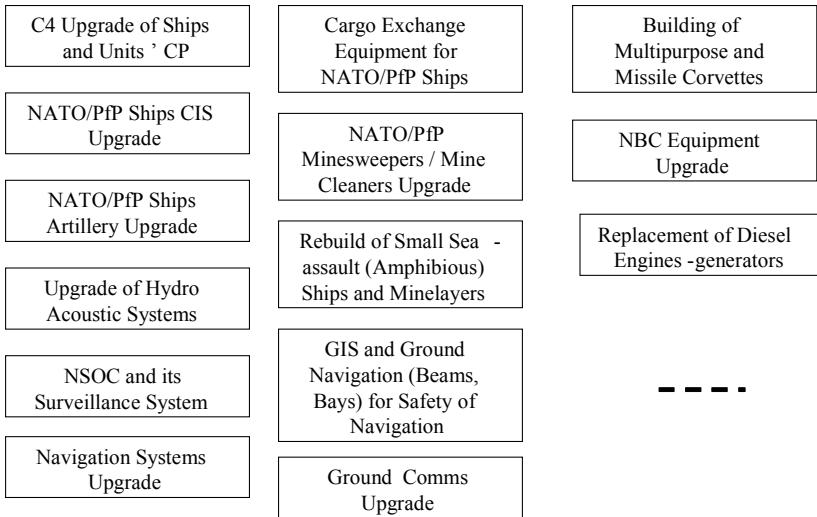 C4 Upgrade of Ships
and Units ’ CP
NATO/PfP Ships CIS
Upgrade
NATO/PfP Ships
Artillery Upgrade
Upgrade of Hydro
Acoustic Systems
NSOC and its
Surveillance System
Navigation Systems
Upgrade
Cargo Exchange
Equipment for
NATO/PfP Ships
NATO/PfP
Minesweepers / Mine
Cleaners Upgrade
Rebuild of Small Sea -
assault (Amphibious)
Ships and Minelayers
GIS and Ground
Navigation (Beams,
Bays) for Safety of
Navigation
Ground Comms
Upgrade
Building of
Multipurpose and
Missile Corvettes
NBC Equipment
Upgrade
Replacement of Diesel
Engines -generators